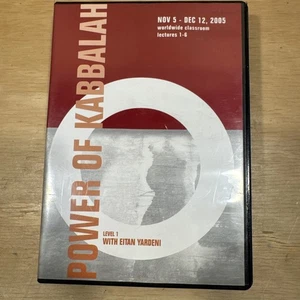 NOV 5 - DEC 12, 2005
worldwide classroom
lectures 1-6
POWER OF KABBALAH
LEVEL 1
WITH EITAN YARDENI